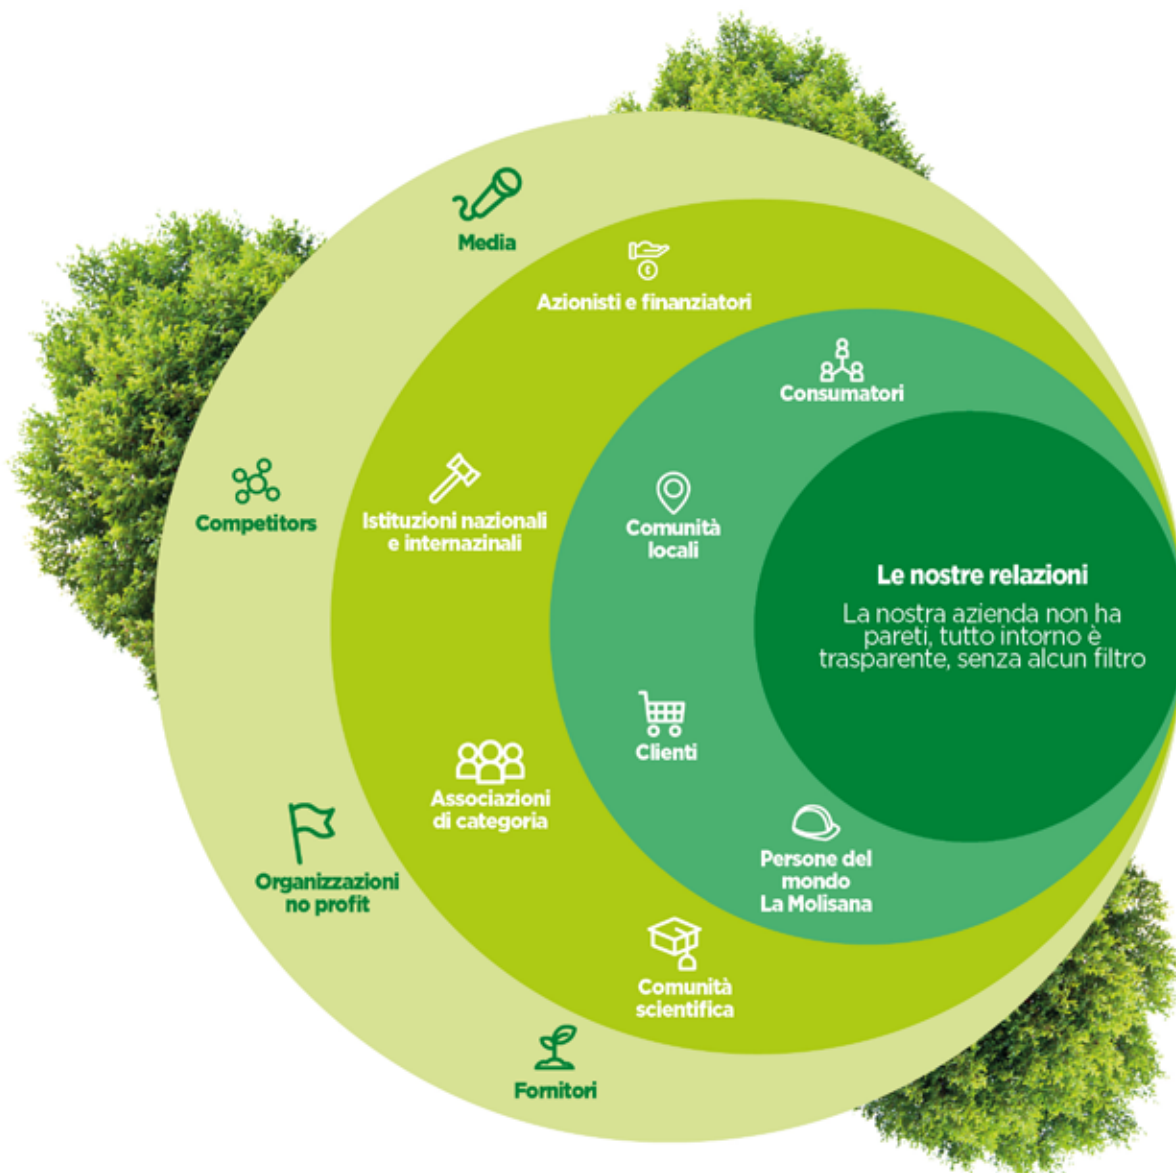 Media
Azionisti e finanziatori
Consumatori
Competitors
Istituzioni nazionali
e internazinali
Comunità
locali
Le nostre relazioni
La nostra azienda non ha
pareti, tutto intorno è
trasparente, senza alcun filtro
Clienti
Associazioni
di categoria
Organizzazioni
no profit
Persone del
mondo
La Molisana
Comunità
scientifica
Fornitori